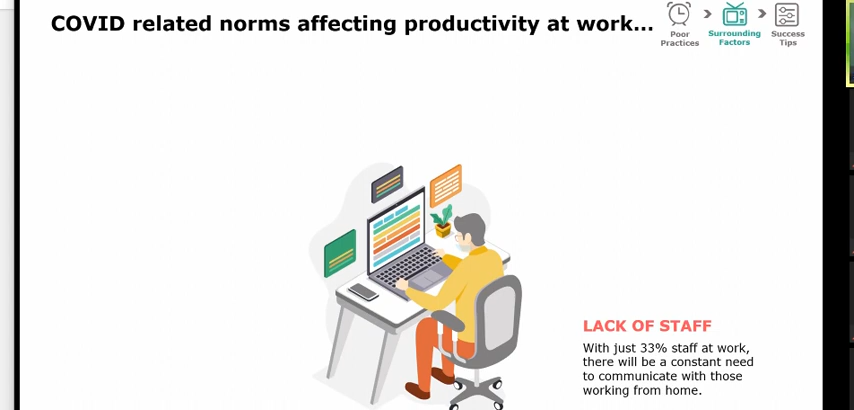 COVID related norms affecting productivity at work...
Poor
Practices
Surrounding
Factors
Success
Tips
LACK OF STAFF
With just 33% staff at work,
there will be a constant need
to communicate with those
working from home.